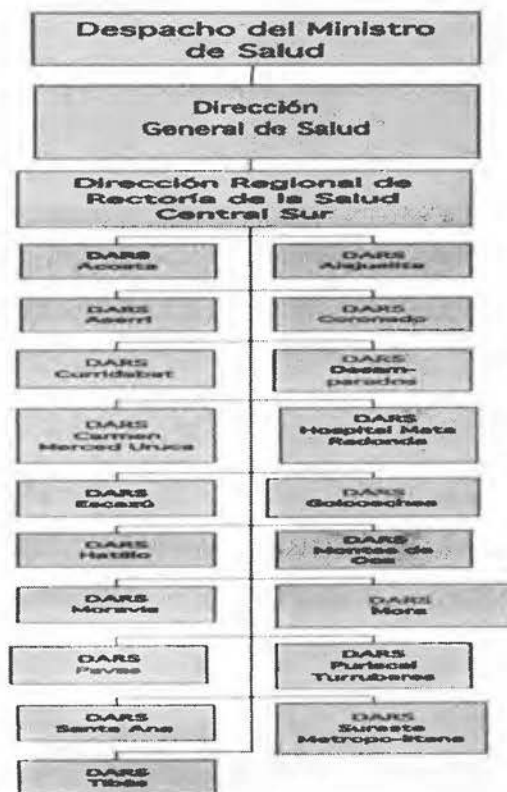 Despacho del Ministro
de Salud
Dirección
General de Salud
Dirección Regional de
Rectoría de la Salud
Central Sur
DARS
Acosta
DARS
Alajuelita
DARS
Aserrí
DARS
Coronado
DARS
Curridabat
DARS
Desam-
parados
DARS
Carmen
Merced Uruca
DARS
Hospital Mata
Redonda
DARS
Escazú
DARS
Goicoechea
DARS
Hatillo
DARS
Montes de
Oca
DARS
Moravia
DARS
Mora
DARS
Pavas
DARS
Puriscal
Turrubares
DARS
Santa Ana
DARS
Sureste
Metropo-litana
DARS
Tibás